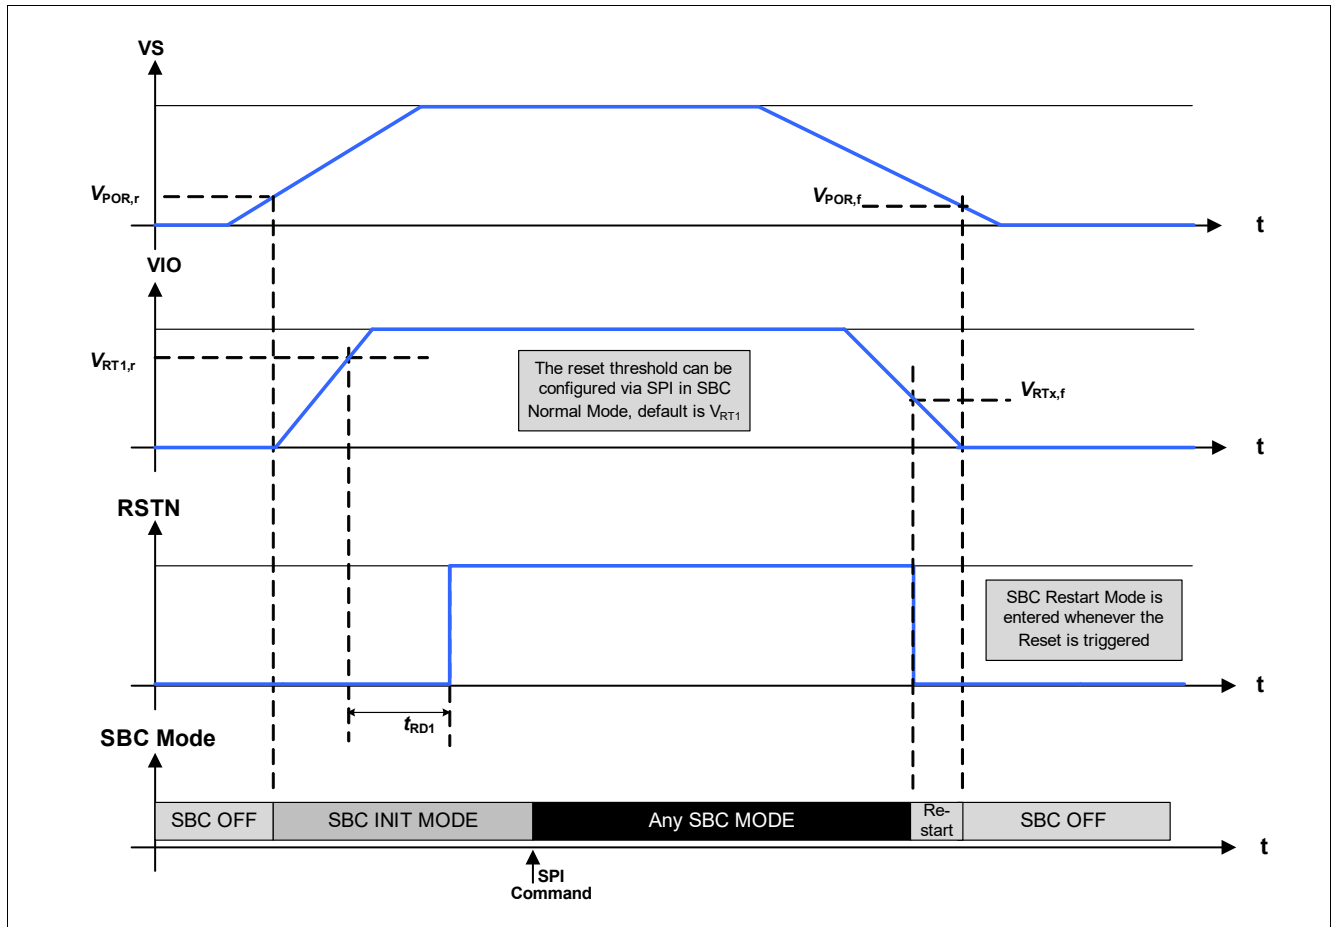 VS
VPOR,r
VPOR,f
t
VIO
VRT1,r
The reset threshold can be
configured via SPI in SBC
Normal Mode, default is VRT1
VRTx,f
t
RSTN
SBC Restart Mode is
entered whenever the
Reset is triggered
t
tRD1
SBC Mode
SBC OFF
SBC INIT MODE
Any SBC MODE
Re-
start
SBC OFF
t
SPI
Command